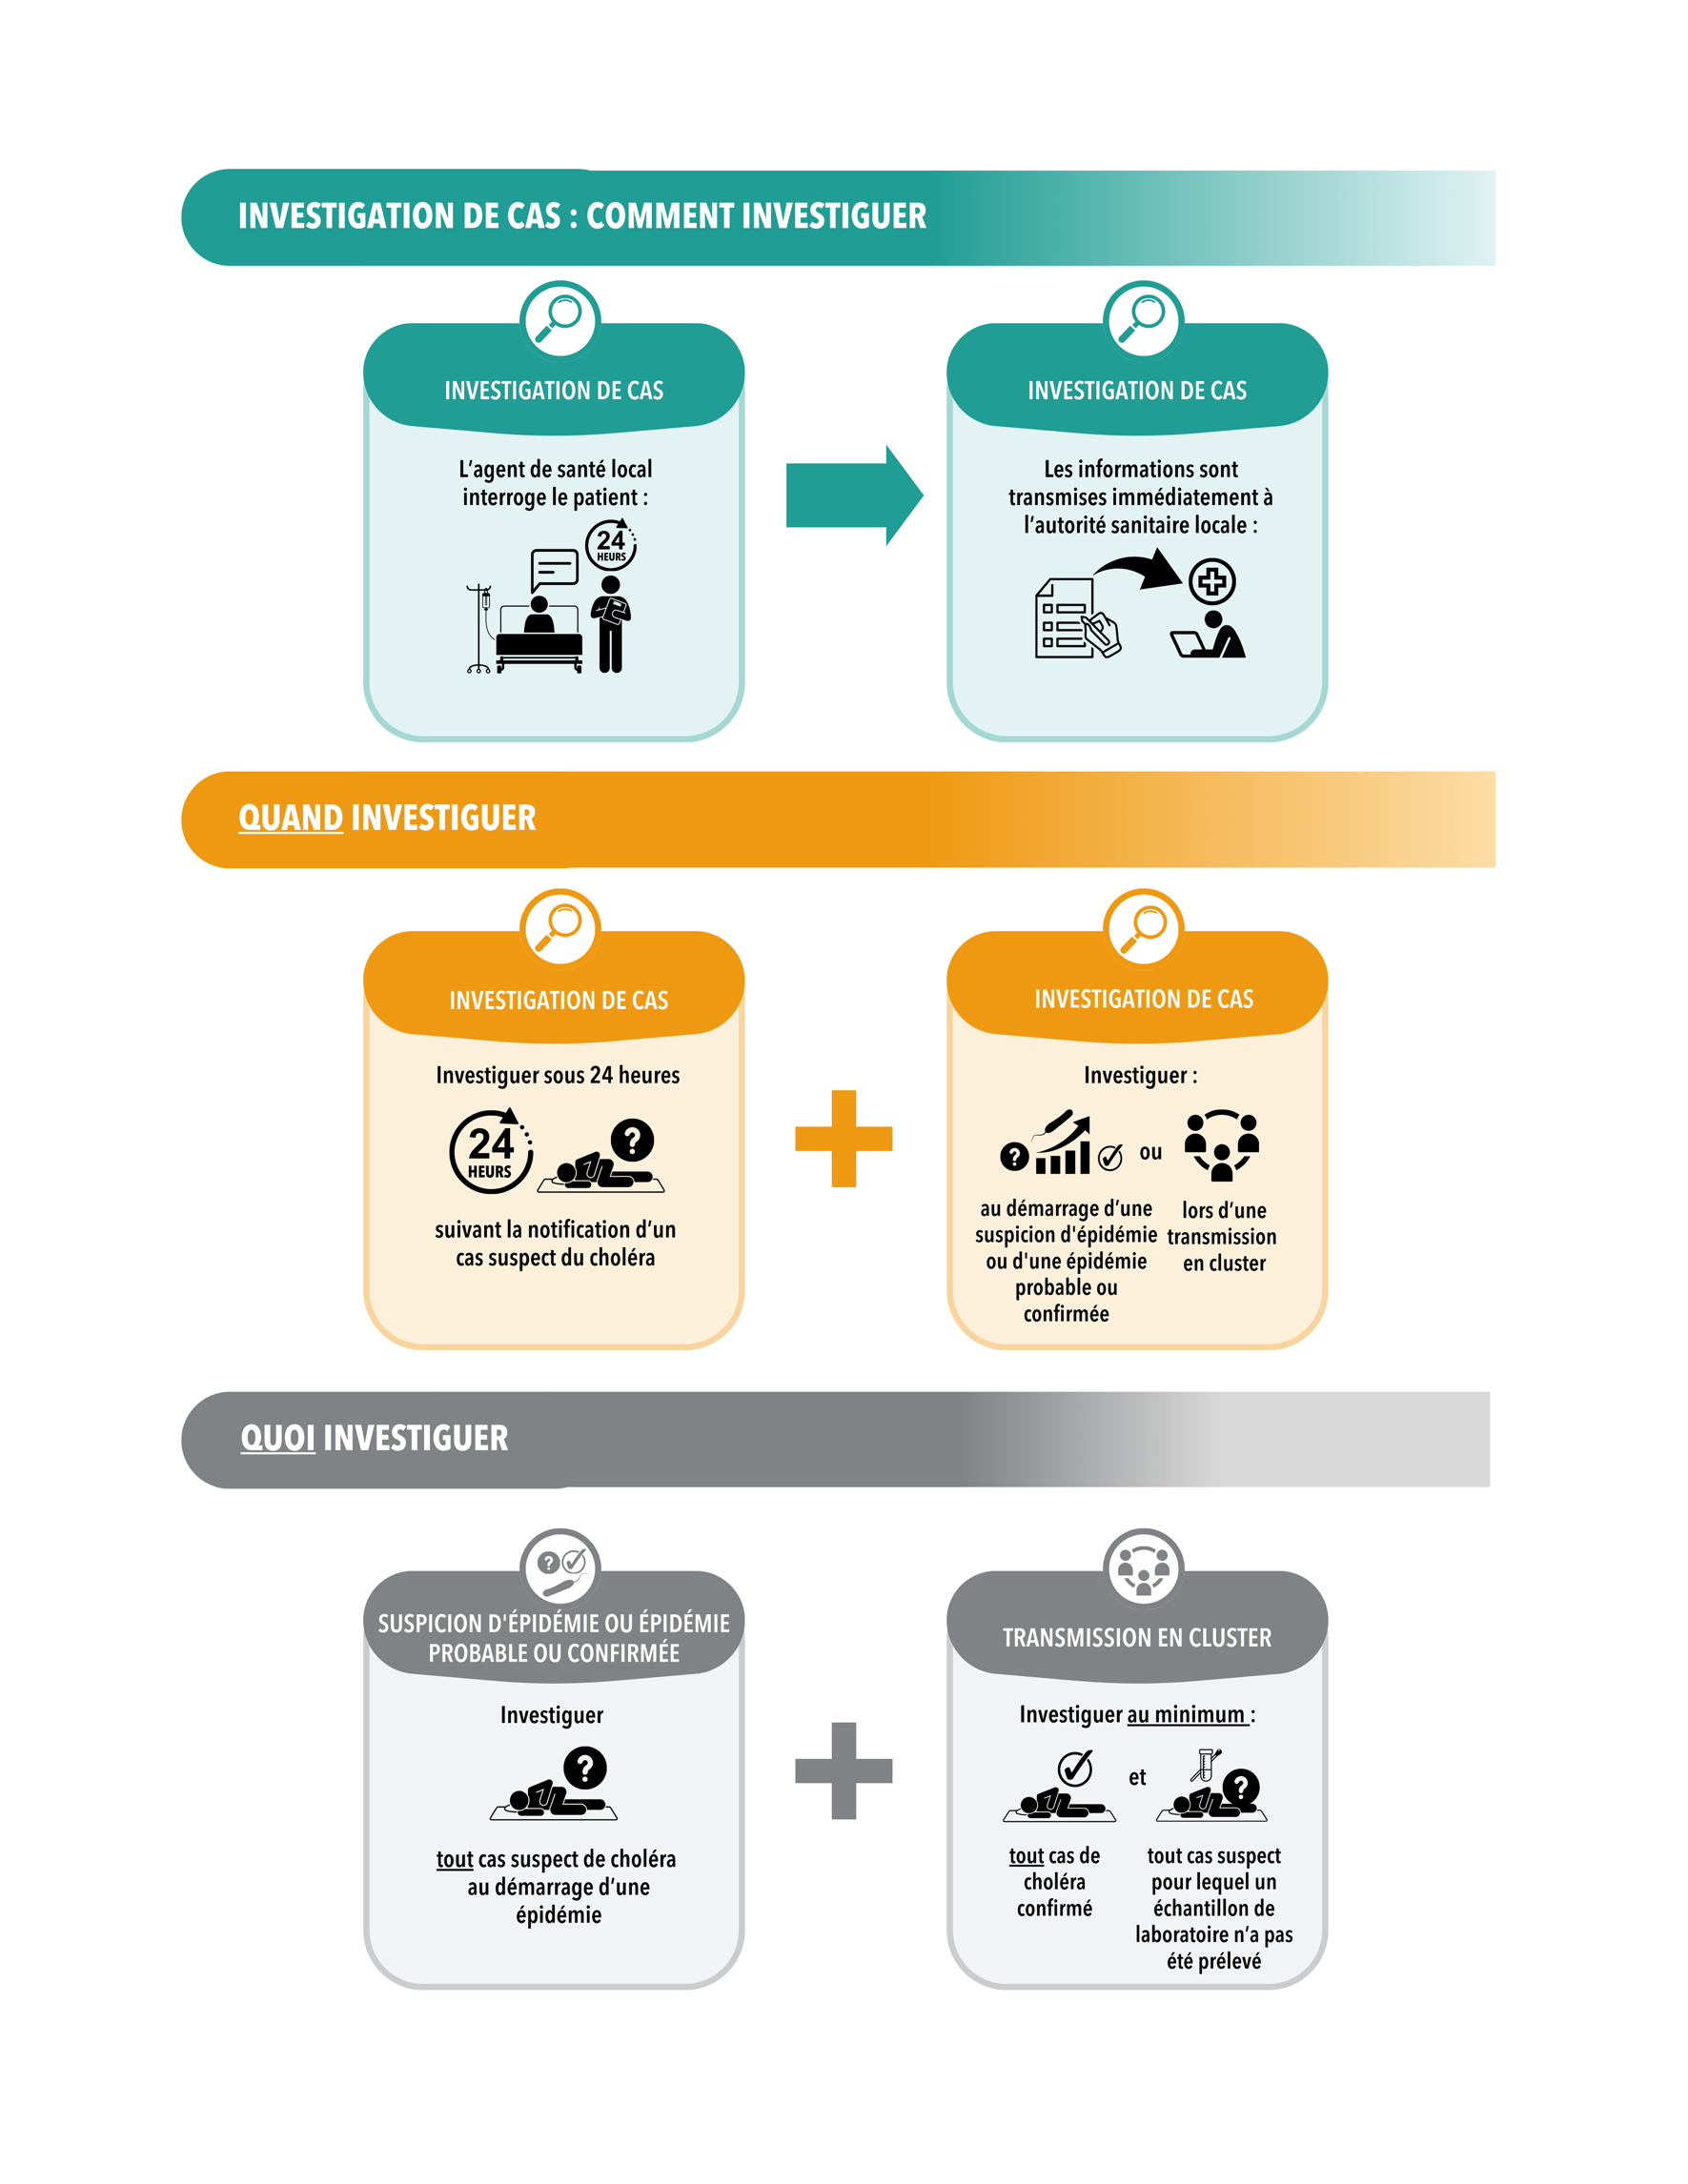 INVESTIGATION DE CAS : COMMENT INVESTIGUER
INVESTIGATION DE CAS
L’agent de santé local
interroge le patient :
24
HEURS
INVESTIGATION DE CAS
Les informations sont
transmises immédiatement à
l’autorité sanitaire locale :
QUAND INVESTIGUER
INVESTIGATION DE CAS
Investiguer sous 24 heures
24
HEURS
?
suivant la notification d’un
cas suspect du choléra
INVESTIGATION DE CAS
Investiguer :
?
ou
au démarrage d’une
suspicion d'épidémie
ou d'une épidémie
probable ou
confirmée
lors d’une
transmission
en cluster
QUOI INVESTIGUER
?
SUSPICION D'ÉPIDÉMIE OU ÉPIDÉMIE
PROBABLE OU CONFIRMÉE
Investiguer
?
tout cas suspect de choléra
au démarrage d’une
épidémie
TRANSMISSION EN CLUSTER
Investiguer au minimum :
et
?
tout cas de
choléra
confirmé
tout cas suspect
pour lequel un
échantillon de
laboratoire n’a pas
été prélevé